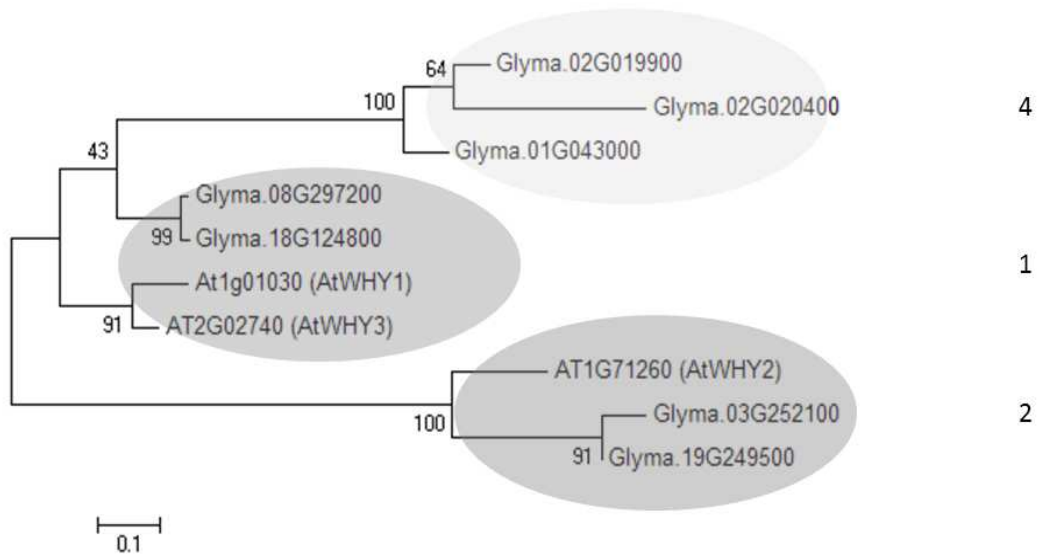 64
Glyma.02G019900
100
Glyma.02G020400
4
Glyma.01G043000
43
Glyma.08G297200
99
Glyma.18G124800
1
At1g01030 (AtWHY1)
91
AT2G02740 (AtWHY3)
AT1G71260 (AtWHY2)
100
Glyma.03G252100
2
91
Glyma.19G249500
0.1